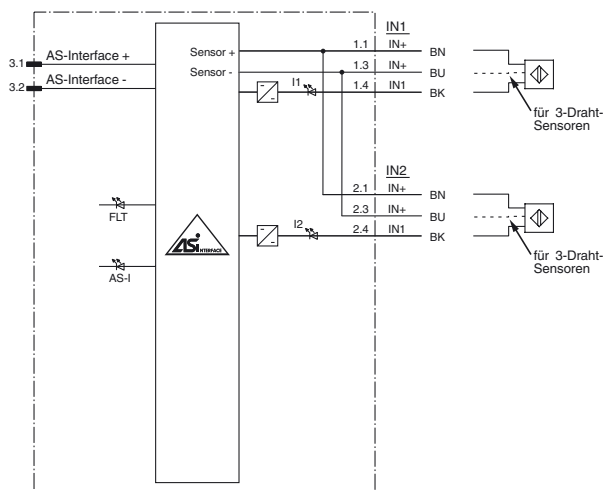 IN1
1.1 IN+ BN
Sensor +
3.1 AS-Interface +
1.3 IN+ BU
Sensor -
3.2 AS-Interface -
I1 1.4 IN1 BK
für 3-Draht-
Sensoren
IN2
2.1 IN+ BN
2.3 IN+ BU
FLT
I2 2.4 IN1 BK
ASi INTERFACE
für 3-Draht-
Sensoren
AS-I